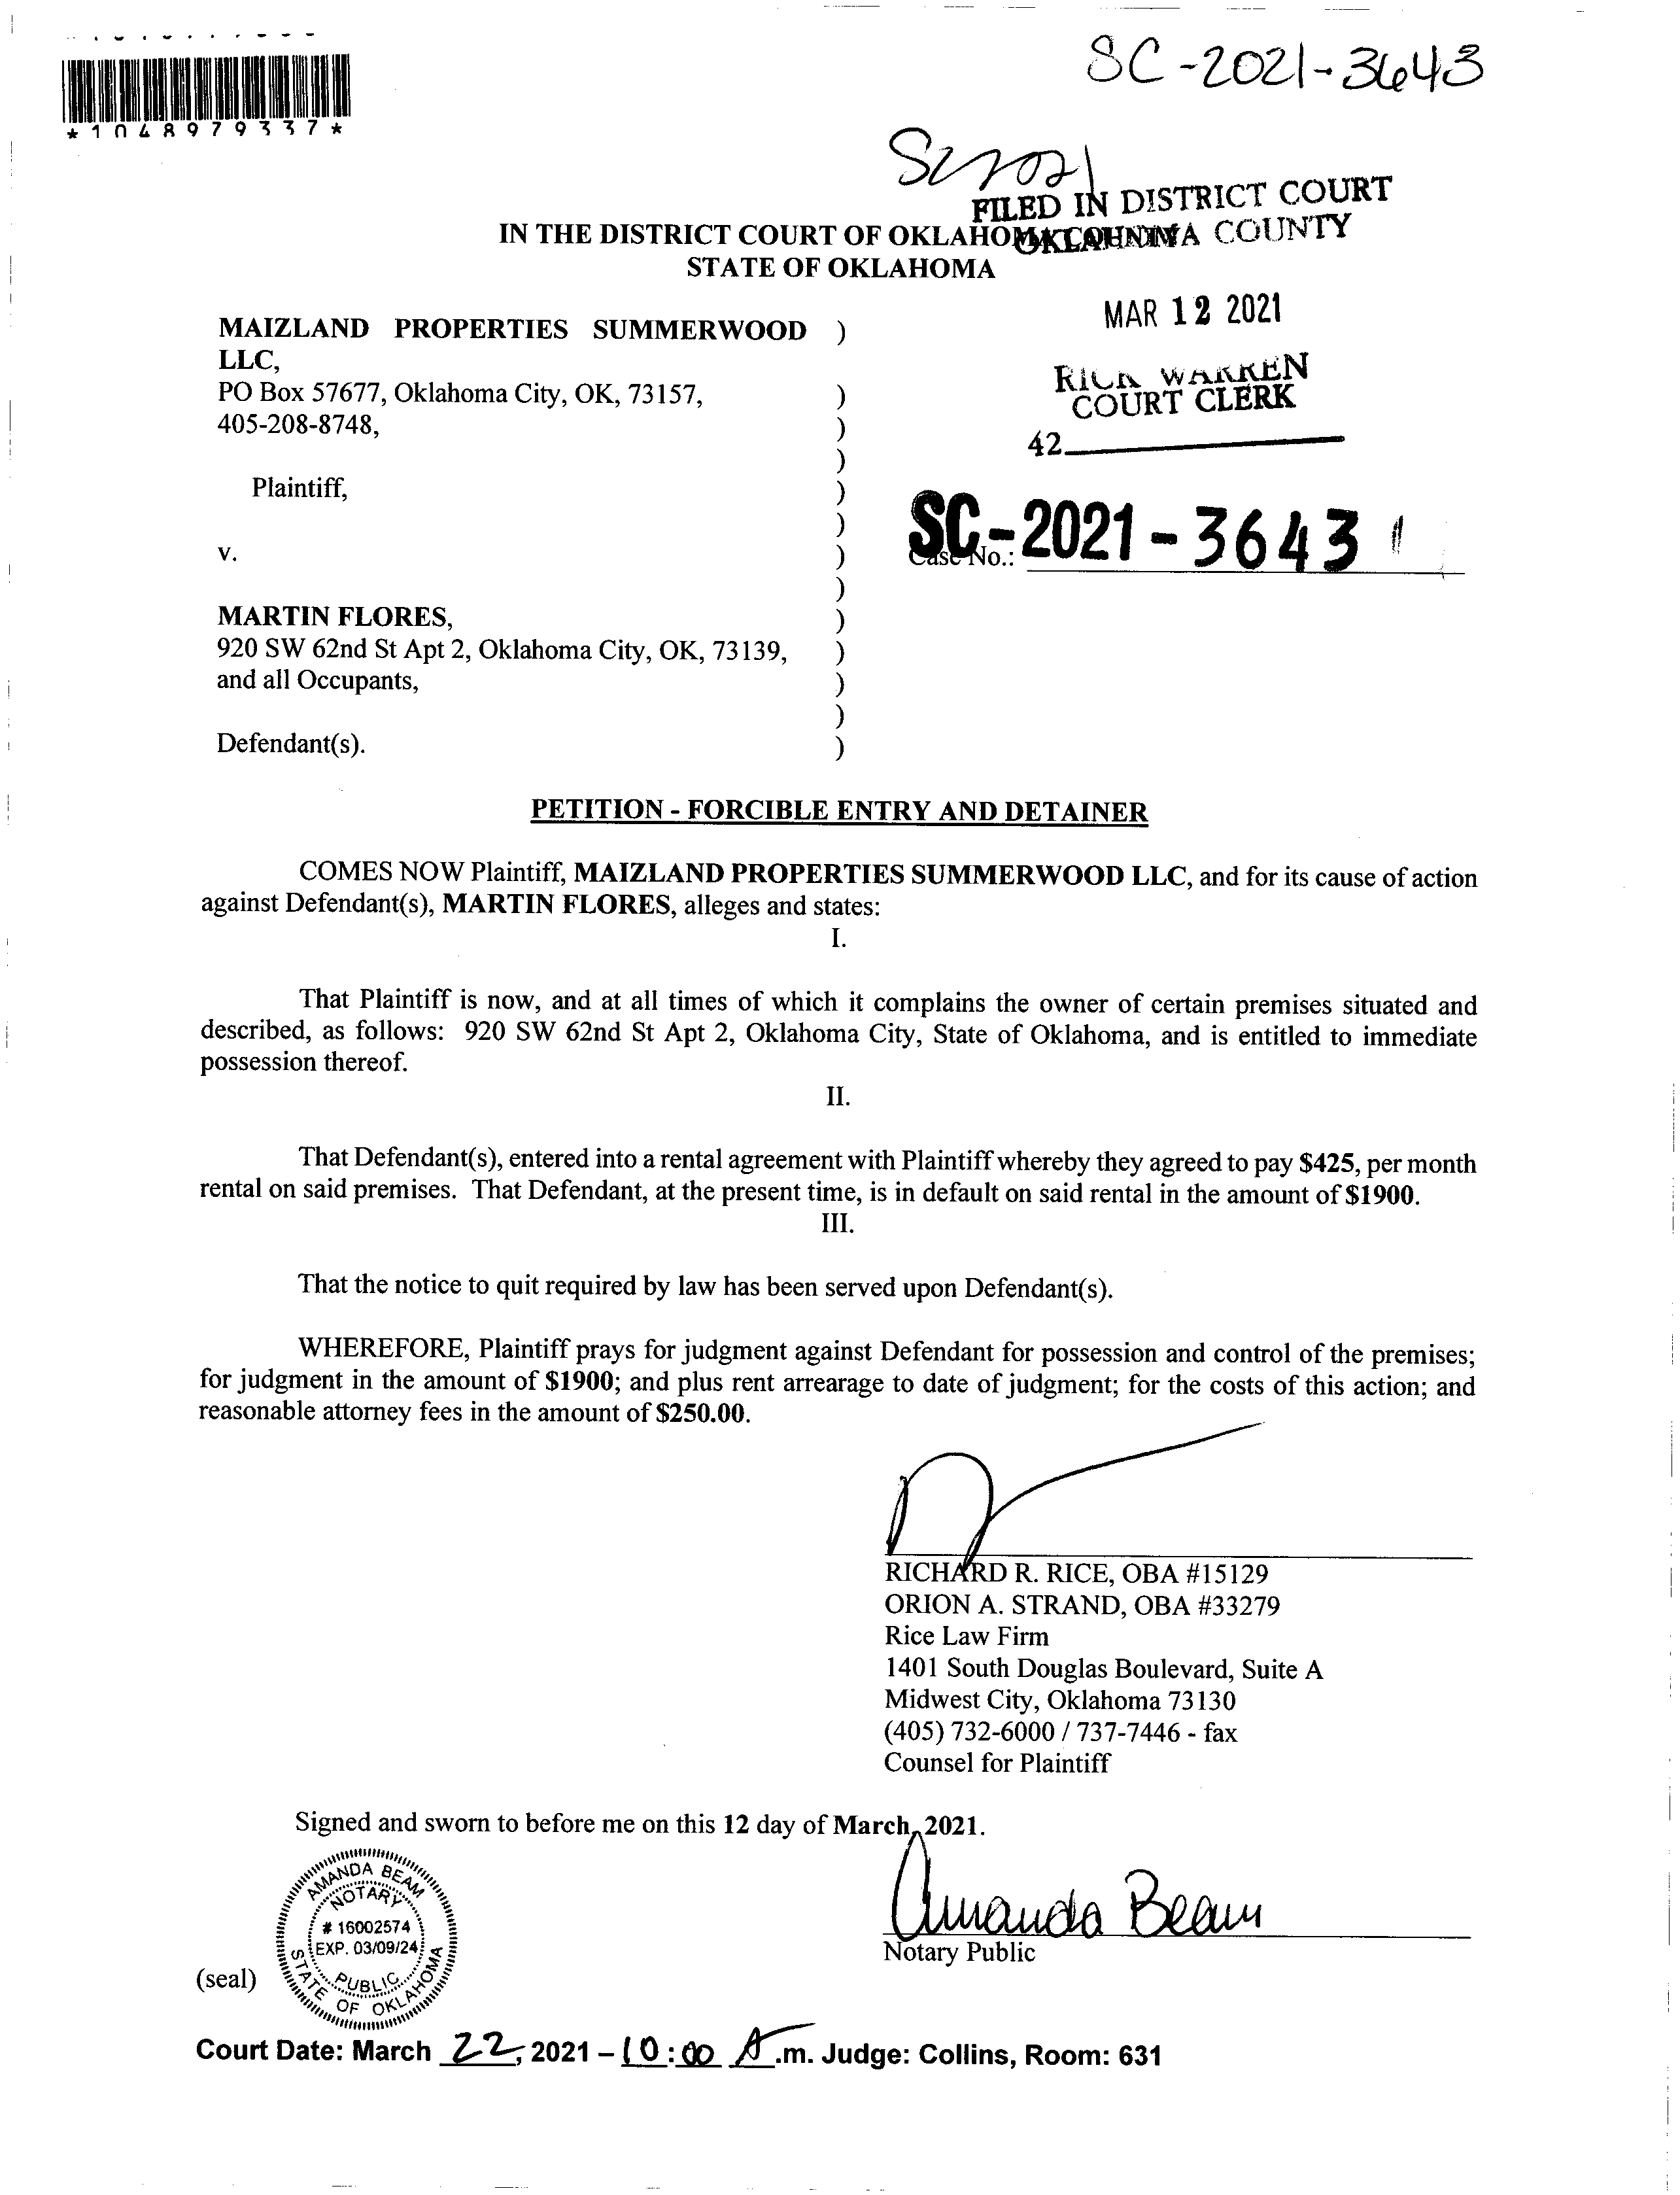 SC-2021-3643
*1048979337*
SC2021
FILED IN DISTRICT COURT
OKLAHOMA COUNTY
IN THE DISTRICT COURT OF OKLAHOMA COUNTY
STATE OF OKLAHOMA
MAR 12 2021
MAIZLAND PROPERTIES SUMMERWOOD )
LLC,
RICK WARREN
COURT CLERK
PO Box 57677, Oklahoma City, OK, 73157, )
405-208-8748, )
42
)
Plaintiff, )
)
SC-2021-3643
v. )
Case No.:
)
MARTIN FLORES, )
920 SW 62nd St Apt 2, Oklahoma City, OK, 73139, )
and all Occupants, )
)
Defendant(s). )
PETITION - FORCIBLE ENTRY AND DETAINER
COMES NOW Plaintiff, MAIZLAND PROPERTIES SUMMERWOOD LLC, and for its cause of action
against Defendant(s), MARTIN FLORES, alleges and states:
I.
That Plaintiff is now, and at all times of which it complains the owner of certain premises situated and
described, as follows: 920 SW 62nd St Apt 2, Oklahoma City, State of Oklahoma, and is entitled to immediate
possession thereof.
II.
That Defendant(s), entered into a rental agreement with Plaintiff whereby they agreed to pay $425, per month
rental on said premises. That Defendant, at the present time, is in default on said rental in the amount of $1900.
III.
That the notice to quit required by law has been served upon Defendant(s).
WHEREFORE, Plaintiff prays for judgment against Defendant for possession and control of the premises;
for judgment in the amount of $1900; and plus rent arrearage to date of judgment; for the costs of this action; and
reasonable attorney fees in the amount of $250.00.
RICHARD R. RICE, OBA #15129
ORION A. STRAND, OBA #33279
Rice Law Firm
1401 South Douglas Boulevard, Suite A
Midwest City, Oklahoma 73130
(405) 732-6000 / 737-7446 - fax
Counsel for Plaintiff
Signed and sworn to before me on this 12 day of March, 2021.
AMANDA BEAM
NOTARY
# 16002574
EXP. 03/09/24
PUBLIC
STATE OF OKLAHOMA
Amanda Beam
Notary Public
(seal)
Court Date: March 22, 2021 – 10:00 A.m. Judge: Collins, Room: 631